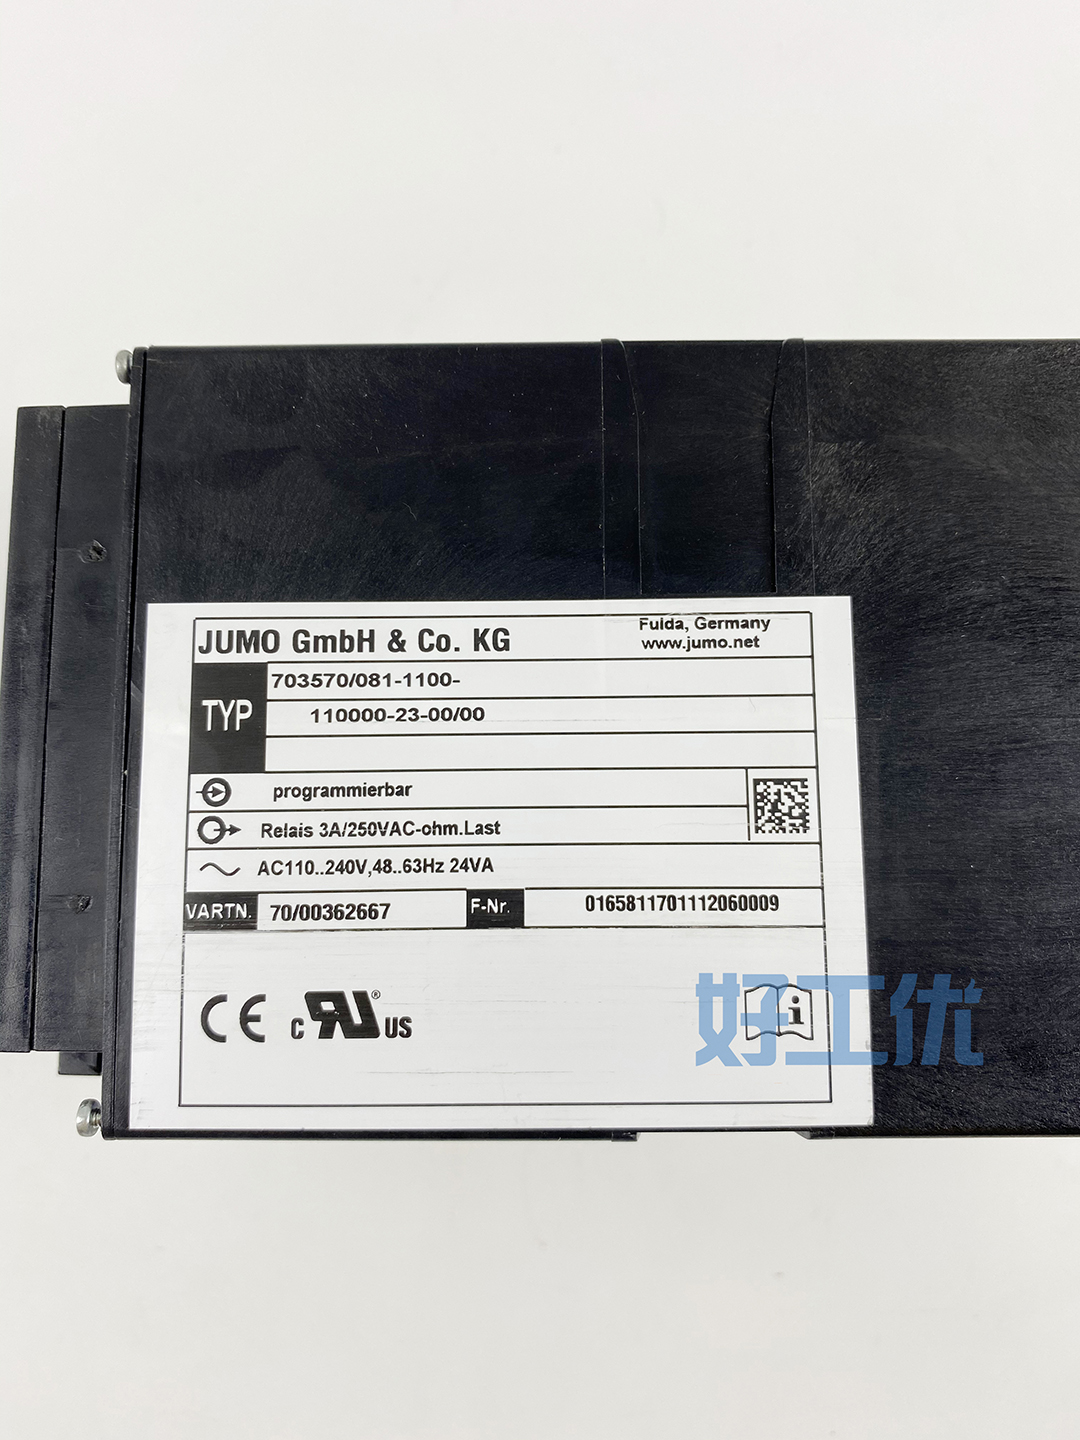 JUMO GmbH & Co. KG
Fulda, Germany
www.jumo.net
TYP
703570/081-1100-
110000-23-00/00
programmierbar
Relais 3A/250VAC-ohm.Last
AC110..240V,48..63Hz 24VA
VARTN. 70/00362667 F-Nr. 0165811701112060009
CE c RU® US i
好工优